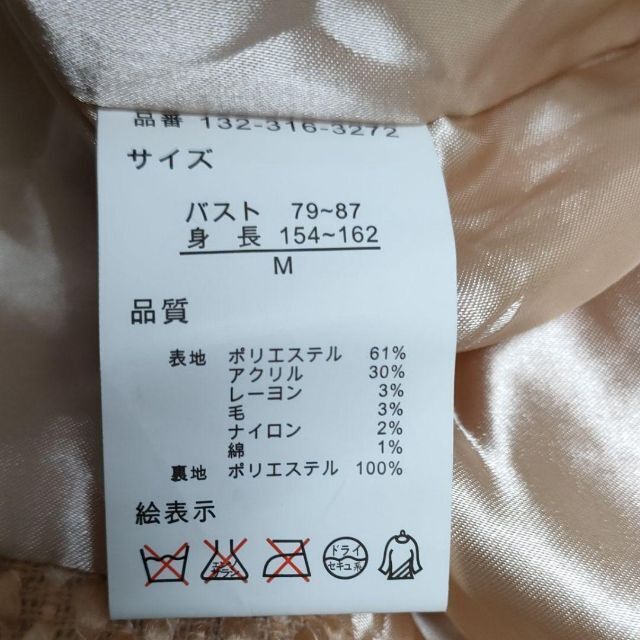 品番 132-316-3272
サイズ
バスト 79~87
身長 154~162
M
品質
表地 ポリエステル 61%
アクリル 30%
レーヨン 3%
毛 3%
ナイロン 2%
綿 1%
裏地 ポリエステル 100%
絵表示
ドライ
セキユ系